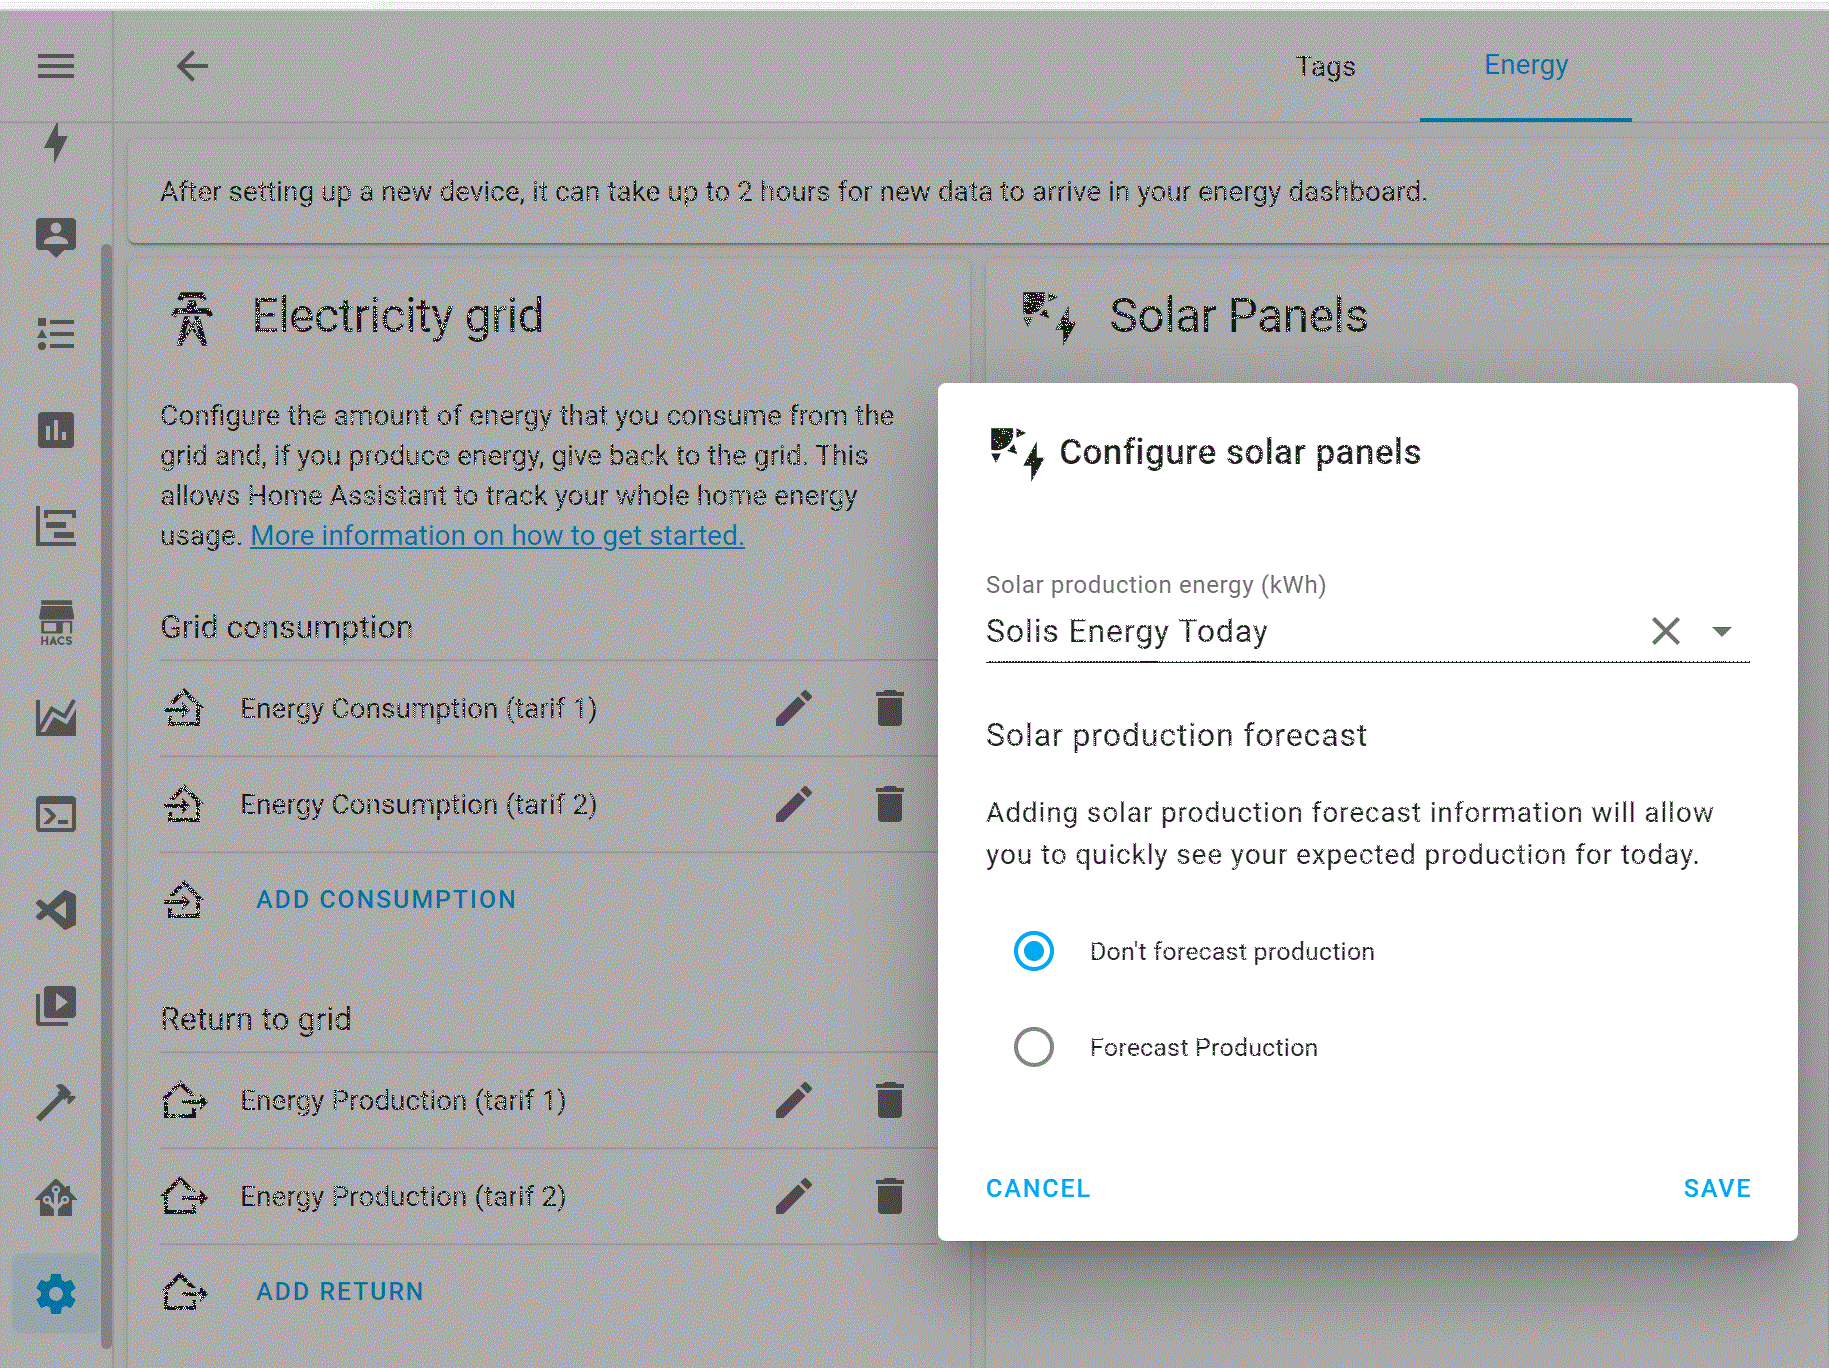 Tags
Energy
After setting up a new device, it can take up to 2 hours for new data to arrive in your energy dashboard.
Electricity grid
Configure the amount of energy that you consume from the
grid and, if you produce energy, give back to the grid. This
allows Home Assistant to track your whole home energy
usage. More information on how to get started.
Grid consumption
Energy Consumption (tarif 1)
Energy Consumption (tarif 2)
ADD CONSUMPTION
Return to grid
Energy Production (tarif 1)
Energy Production (tarif 2)
ADD RETURN
HACS
Solar Panels
Configure solar panels
Solar production energy (kWh)
Solis Energy Today
Solar production forecast
Adding solar production forecast information will allow
you to quickly see your expected production for today.
Don't forecast production
Forecast Production
CANCEL
SAVE